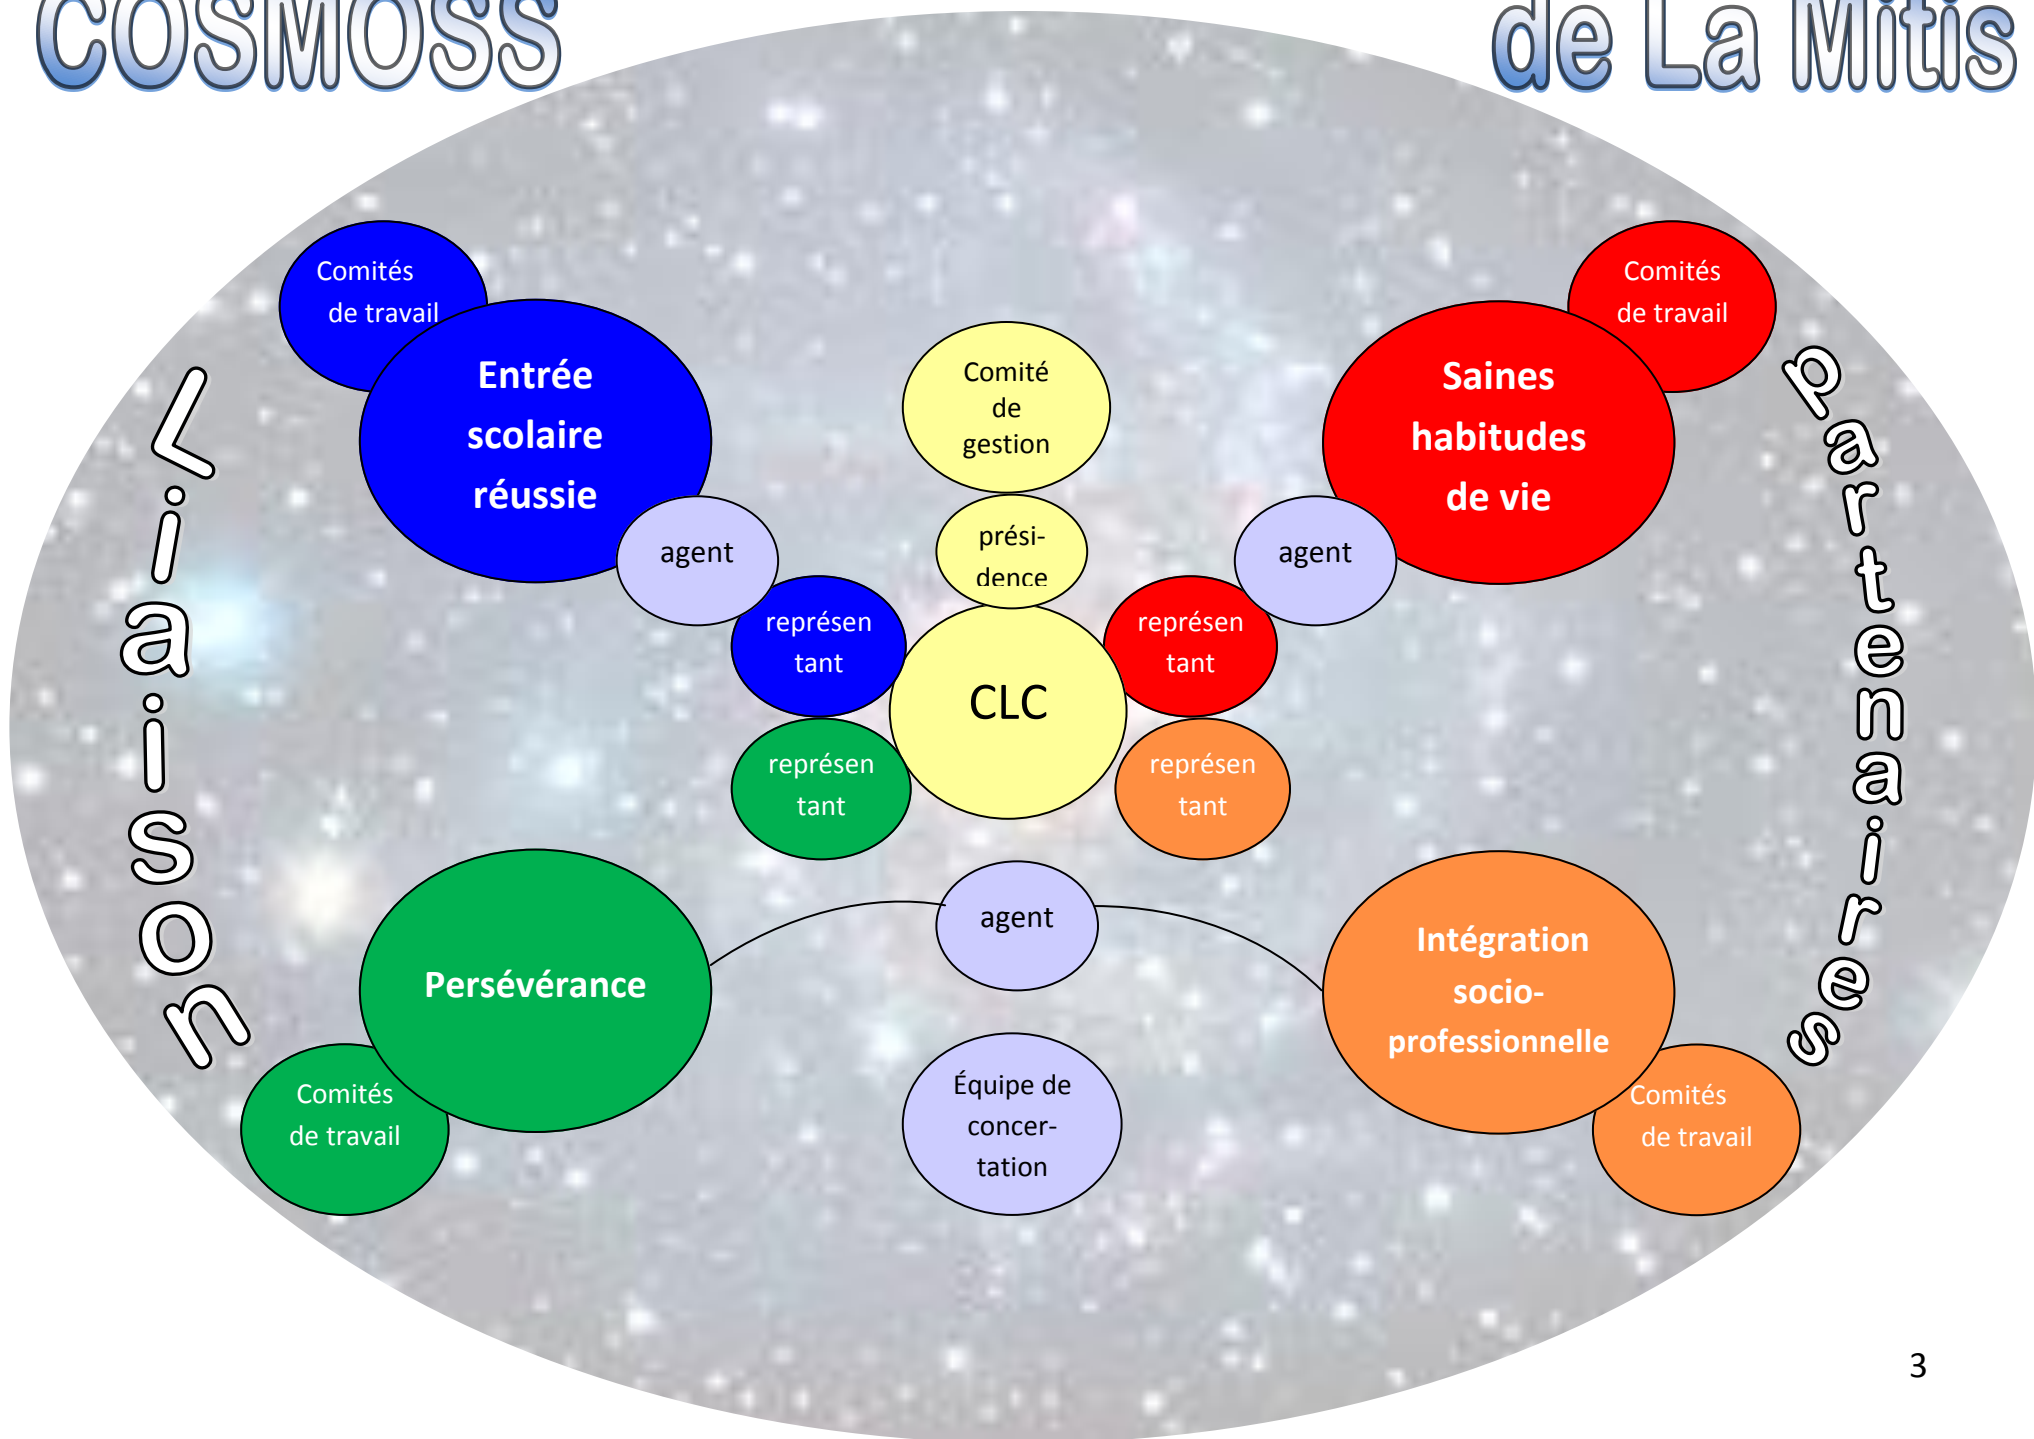 COSMOSS
de La Mitis
Comités
de travail
Entrée
scolaire
réussie
agent
représen
tant
Comité
de
gestion
prési-
dence
CLC
Comités
de travail
Saines
habitudes
de vie
agent
représen
tant
Liaison
partenaires
représen
tant
représen
tant
Persévérance
Comités
de travail
agent
Équipe de
concer-
tation
Intégration
socio-
professionnelle
Comités
de travail
3